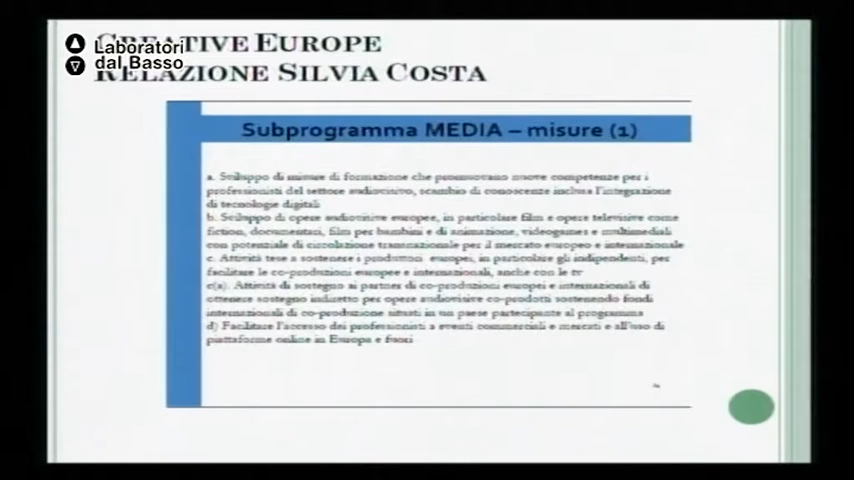 Laboratori
dal Basso
CREATIVE EUROPE
RELAZIONE SILVIA COSTA
Subprogramma MEDIA – misure (1)
a. Sviluppo di misure di formazione che promuovano nuove competenze per i
professionisti del settore audiovisivo, scambio di conoscenze inclusa l'integrazione
di tecnologie digitali
b. Sviluppo di opere audiovisive europee, in particolare film e opere televisive come
fiction, documentari, film per bambini e di animazione, videogames e multimediali
con potenziale di circolazione transnazionale per il mercato europeo e internazionale
c. Attività tese a sostenere i produttori europei, in particolare gli indipendenti, per
facilitare le co-produzioni europee e internazionali, anche con le tv
c(a). Attività di sostegno ai partner di co-produzioni europei e internazionali di
ottenere sostegno indiretto per opere audiovisive co-prodotti sostenendo fondi
internazionali di co-produzione situati in un paese partecipante al programma
d) Facilitare l'accesso dei professionisti a eventi commerciali e mercati e all'uso di
piattaforme online in Europa e fuori